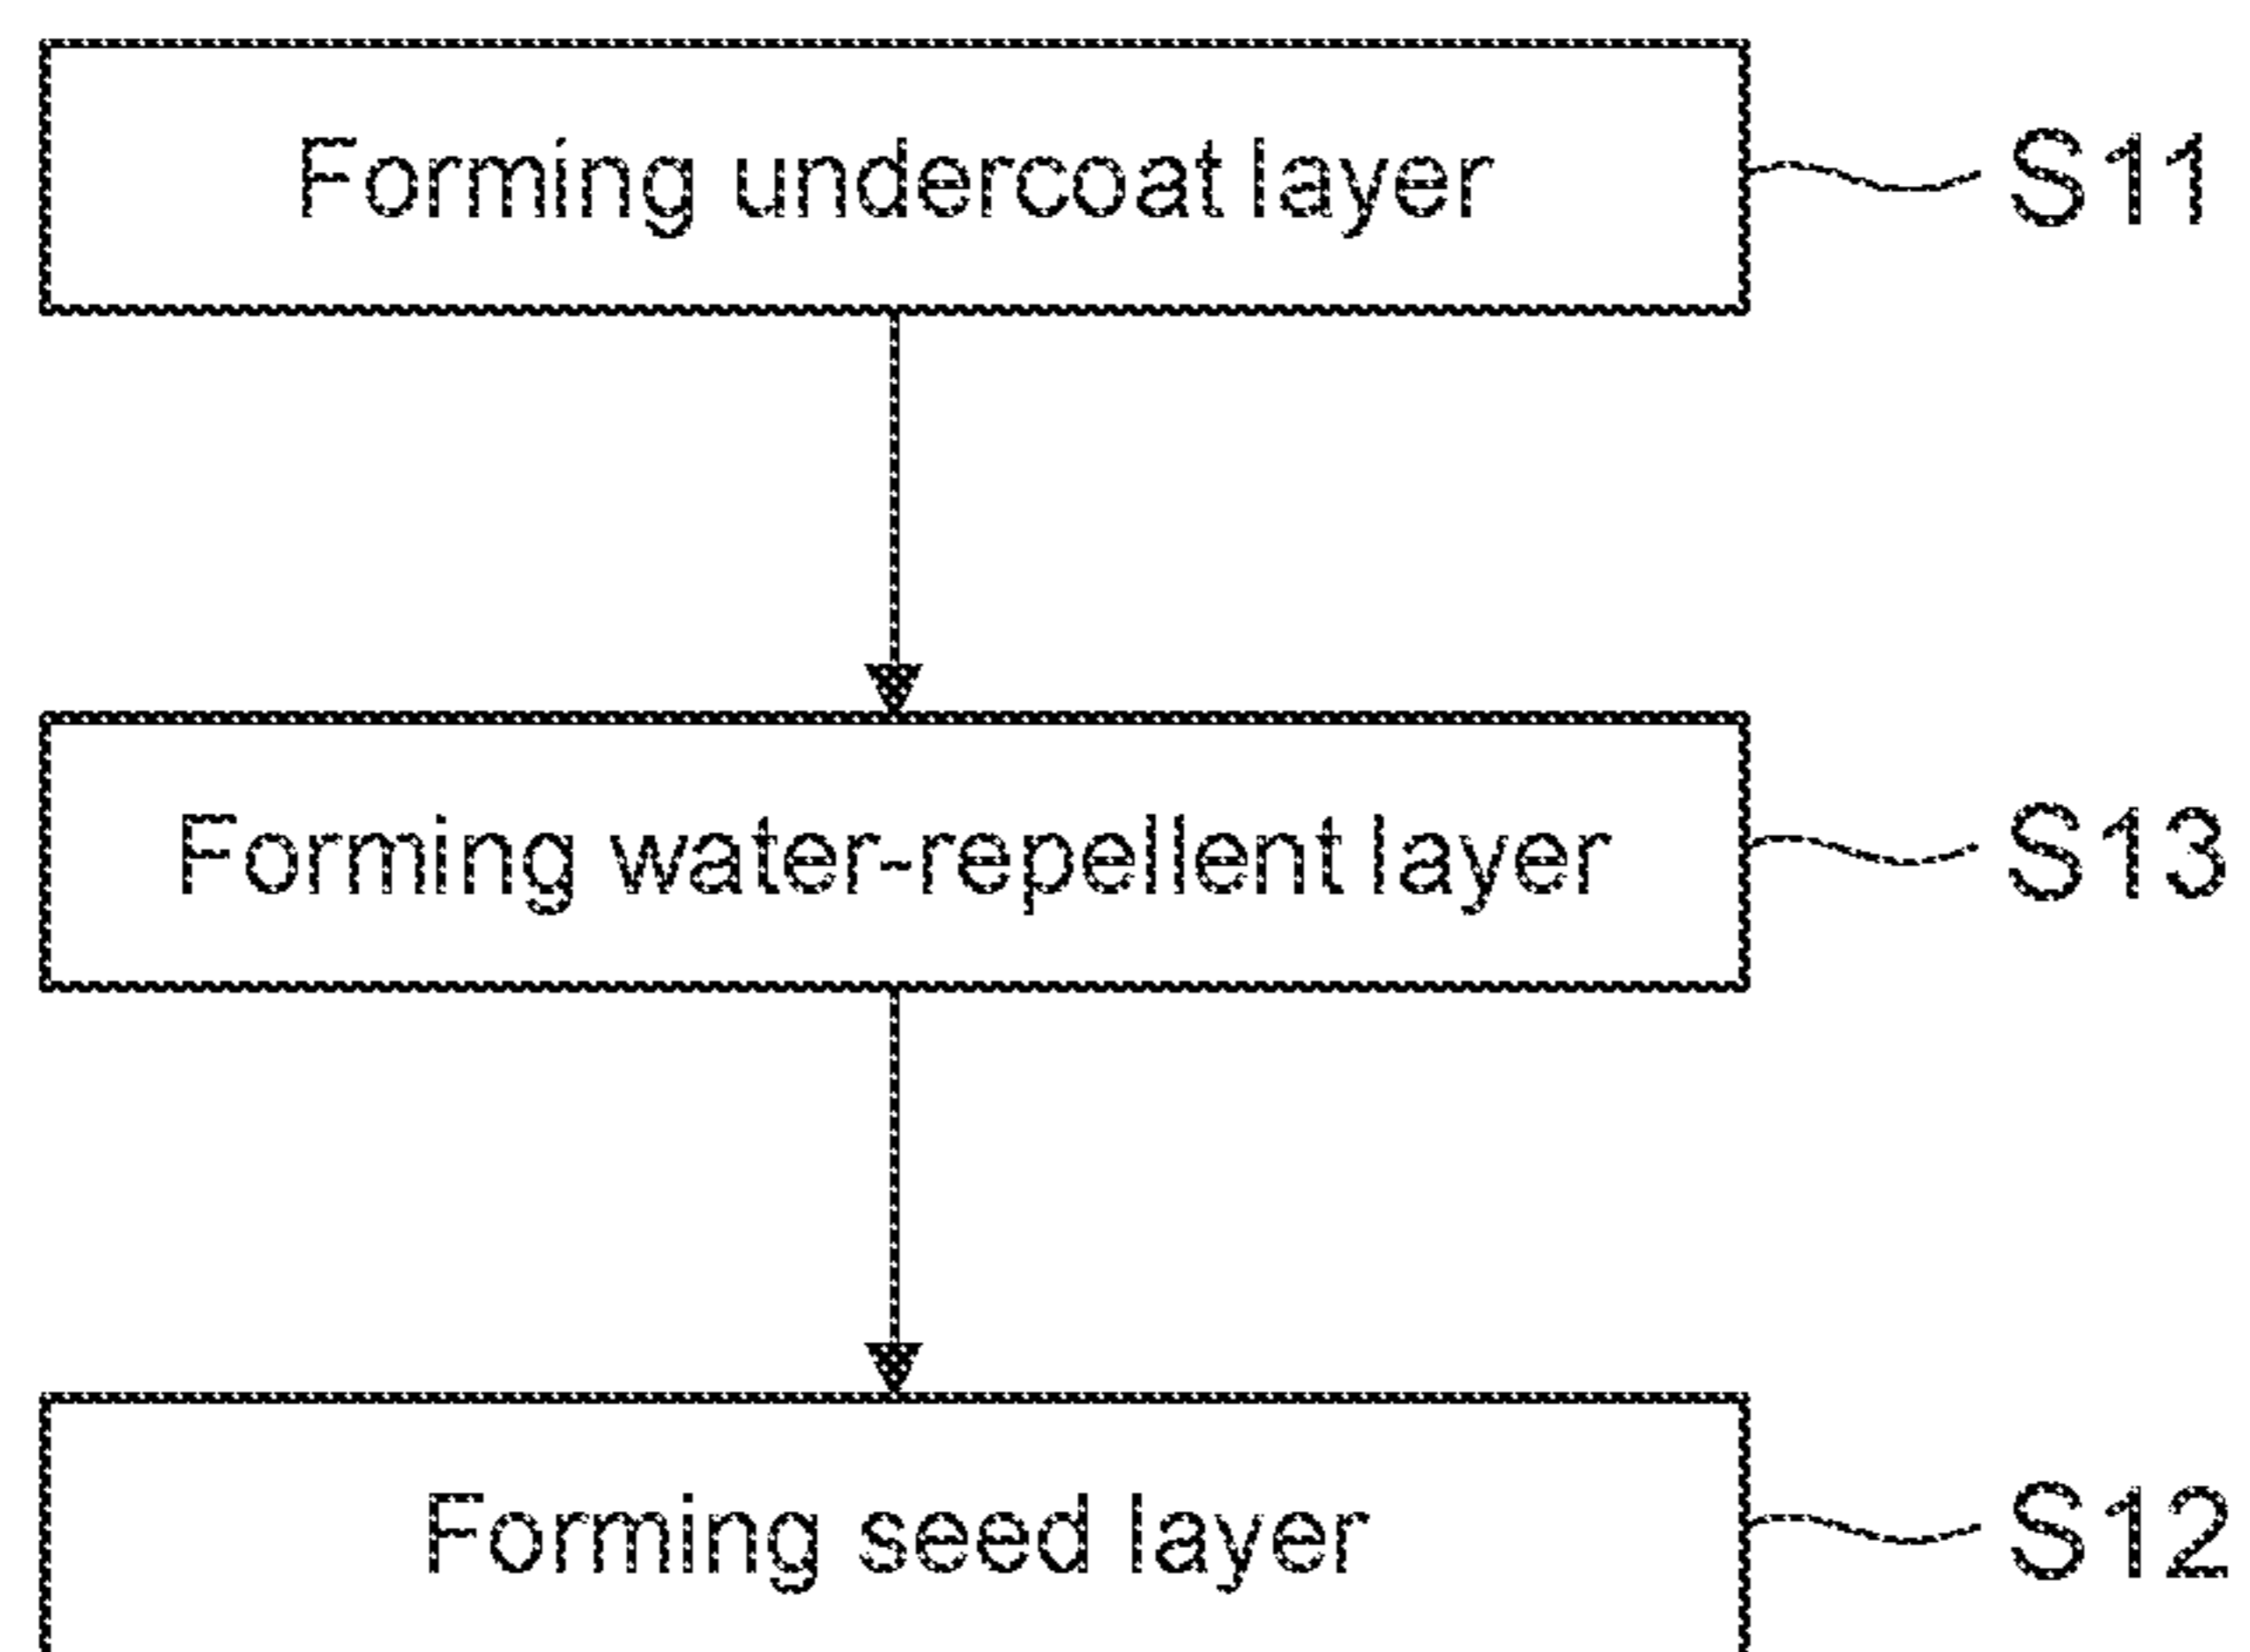 Forming undercoat layer S11
Forming water-repellent layer S13
Forming seed layer S12